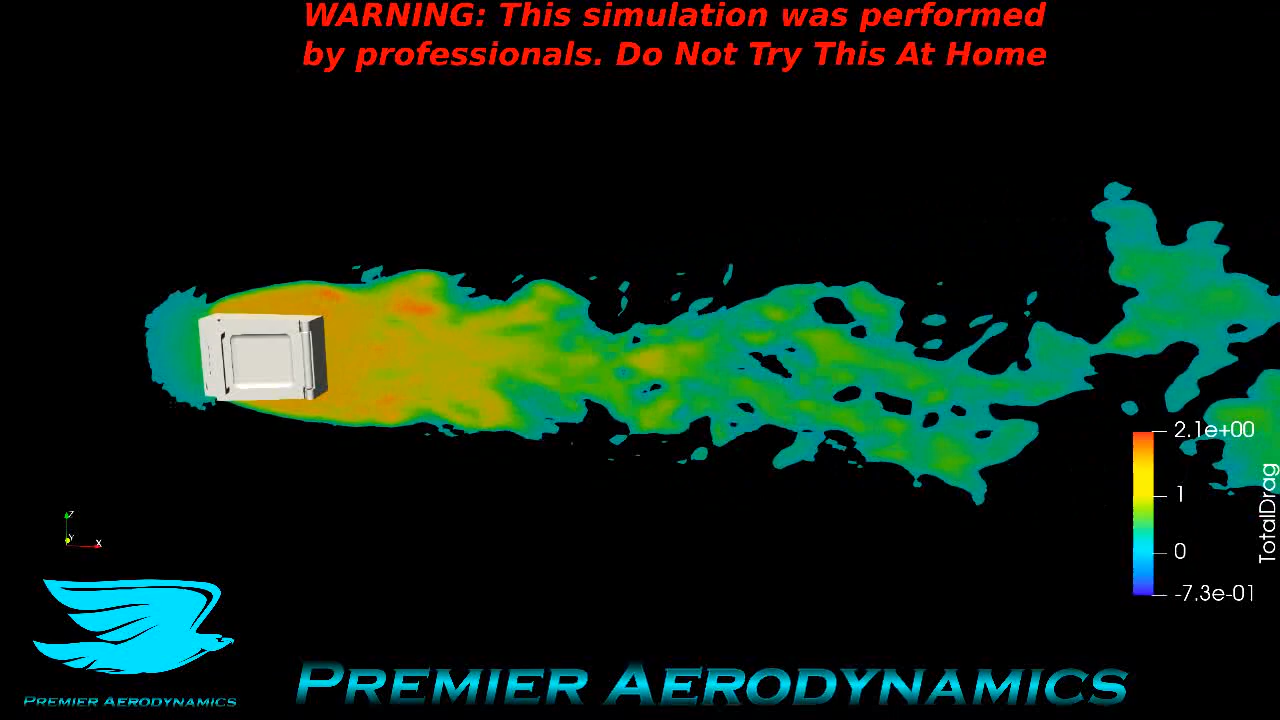 WARNING: This simulation was performed
by professionals. Do Not Try This At Home
2.1e+00
1
0
-7.3e-01
TotalDrag
Z
Y
X
PREMIER AERODYNAMICS
PREMIER AERODYNAMICS